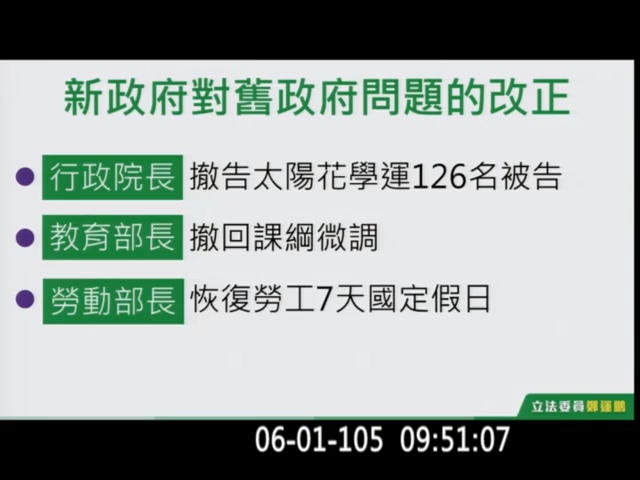 新政府對舊政府問題的改正
行政院長 撤告太陽花學運126名被告
教育部長 撤回課綱微調
勞動部長 恢復勞工7天國定假日
立法委員鄭運鵬
06-01-105 09:51:07